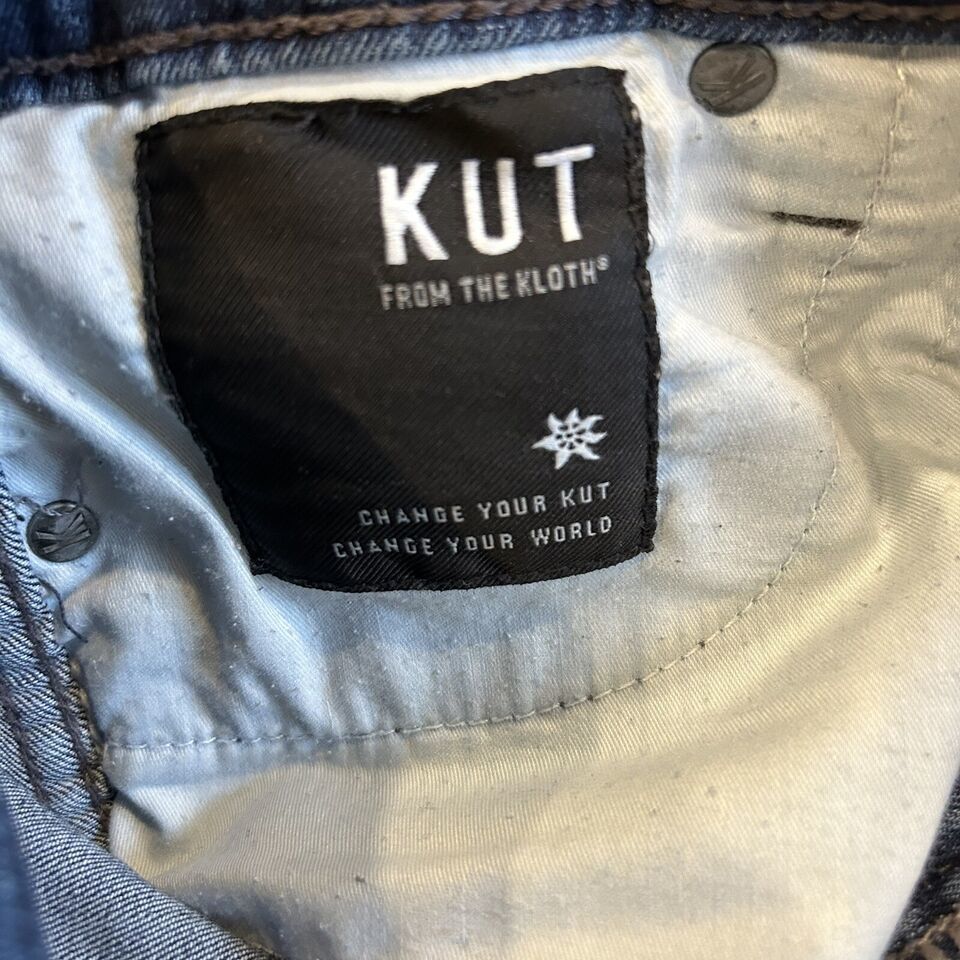 KUT
FROM THE KLOTH®
CHANGE YOUR KUT
CHANGE YOUR WORLD